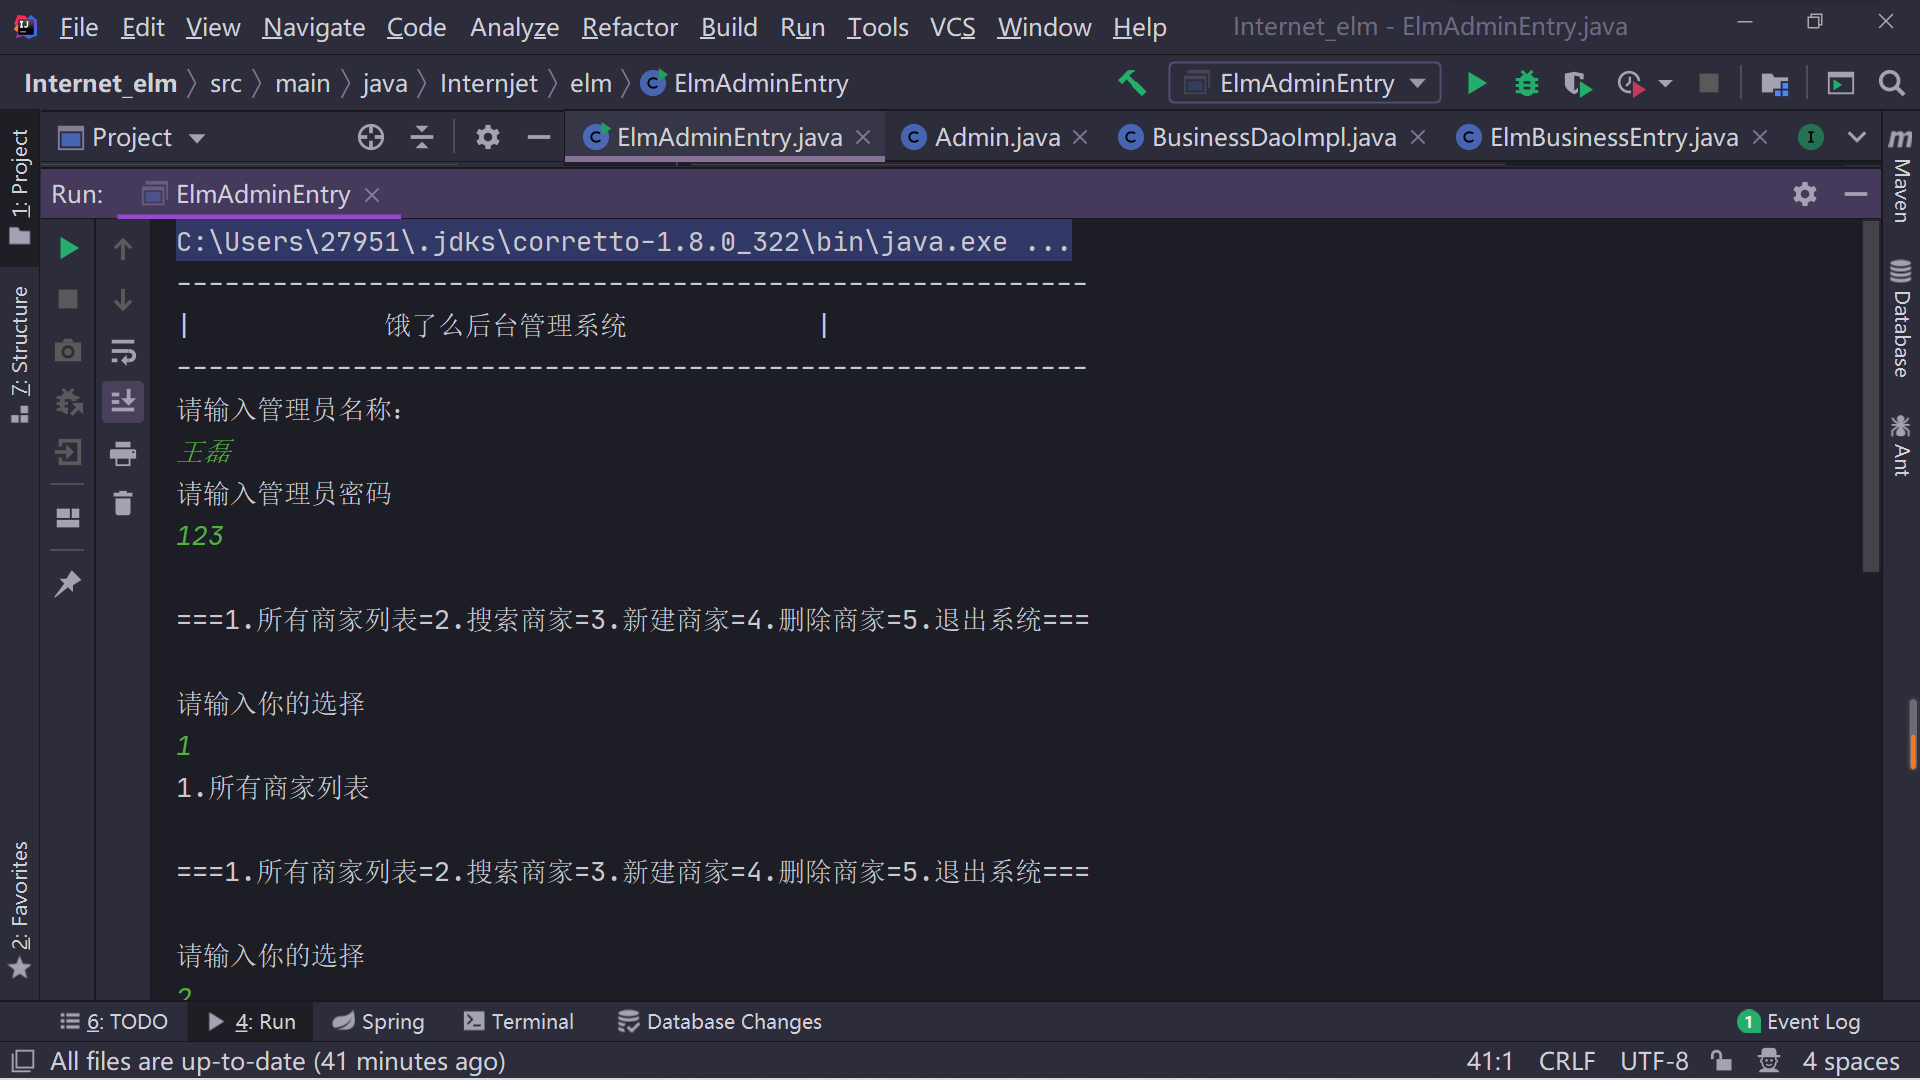 File Edit View Navigate Code Analyze Refactor Build Run Tools VCS Window Help Internet_elm - ElmAdminEntry.java
Internet_elm src main java Internjet elm ElmAdminEntry ElmAdminEntry
Project ElmAdminEntry.java Admin.java BusinessDaoImpl.java ElmBusinessEntry.java
Run: ElmAdminEntry
C:\Users\27951\.jdks\corretto-1.8.0_322\bin\java.exe ...
---------------------------------------------------------
| 饿了么后台管理系统 |
---------------------------------------------------------
请输入管理员名称：
王磊
请输入管理员密码
123
===1.所有商家列表=2.搜索商家=3.新建商家=4.删除商家=5.退出系统===
请输入你的选择
1
1.所有商家列表
===1.所有商家列表=2.搜索商家=3.新建商家=4.删除商家=5.退出系统===
请输入你的选择
2
1: Project
7: Structure
2: Favorites
Maven
Database
Ant
6: TODO 4: Run Spring Terminal Database Changes 1 Event Log
All files are up-to-date (41 minutes ago) 41:1 CRLF UTF-8 4 spaces